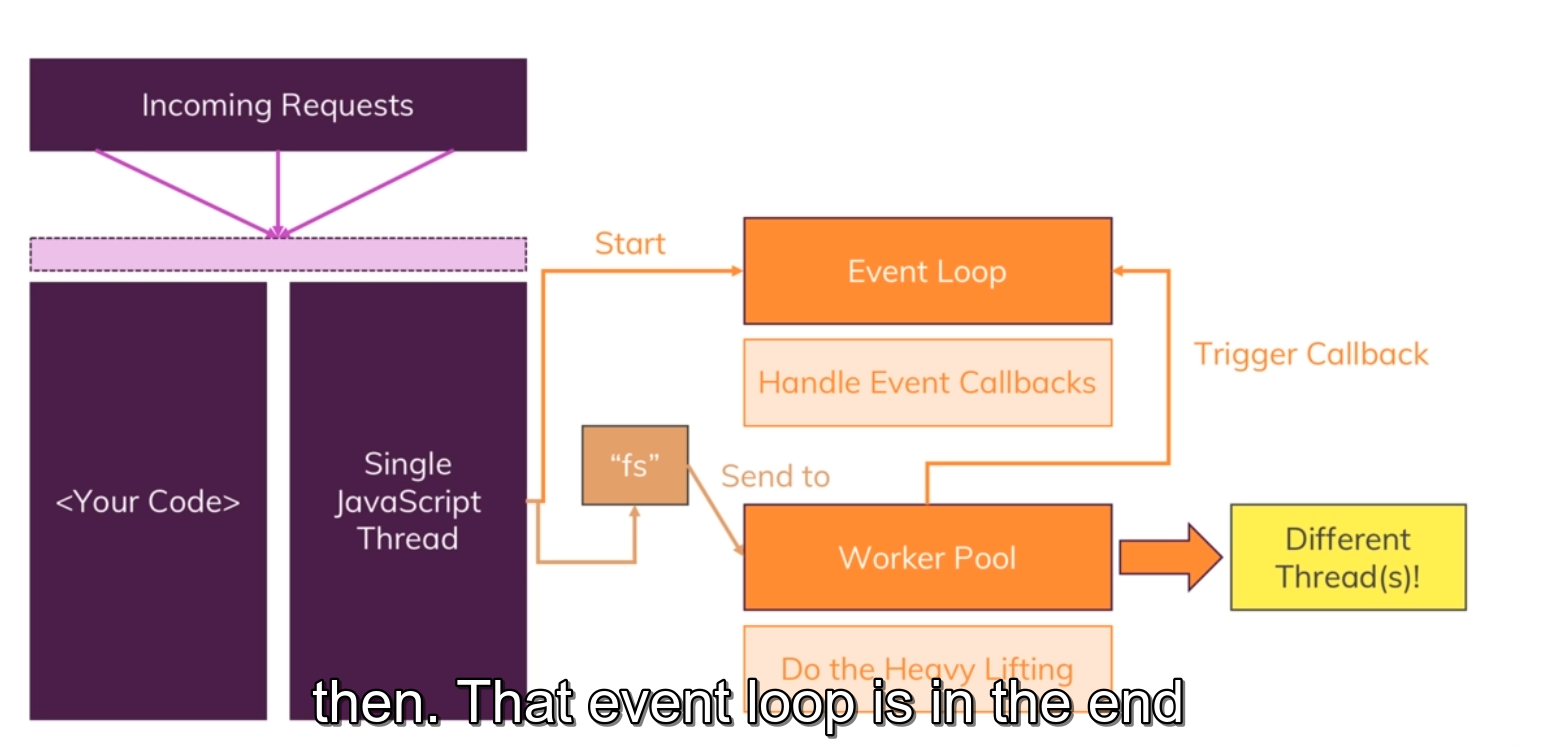 Incoming Requests
Start
Event Loop
Trigger Callback
Handle Event Callbacks
<Your Code>
Single
JavaScript
Thread
“fs”
Send to
Worker Pool
Different
Thread(s)!
Do the Heavy Lifting
then. That event loop is in the end